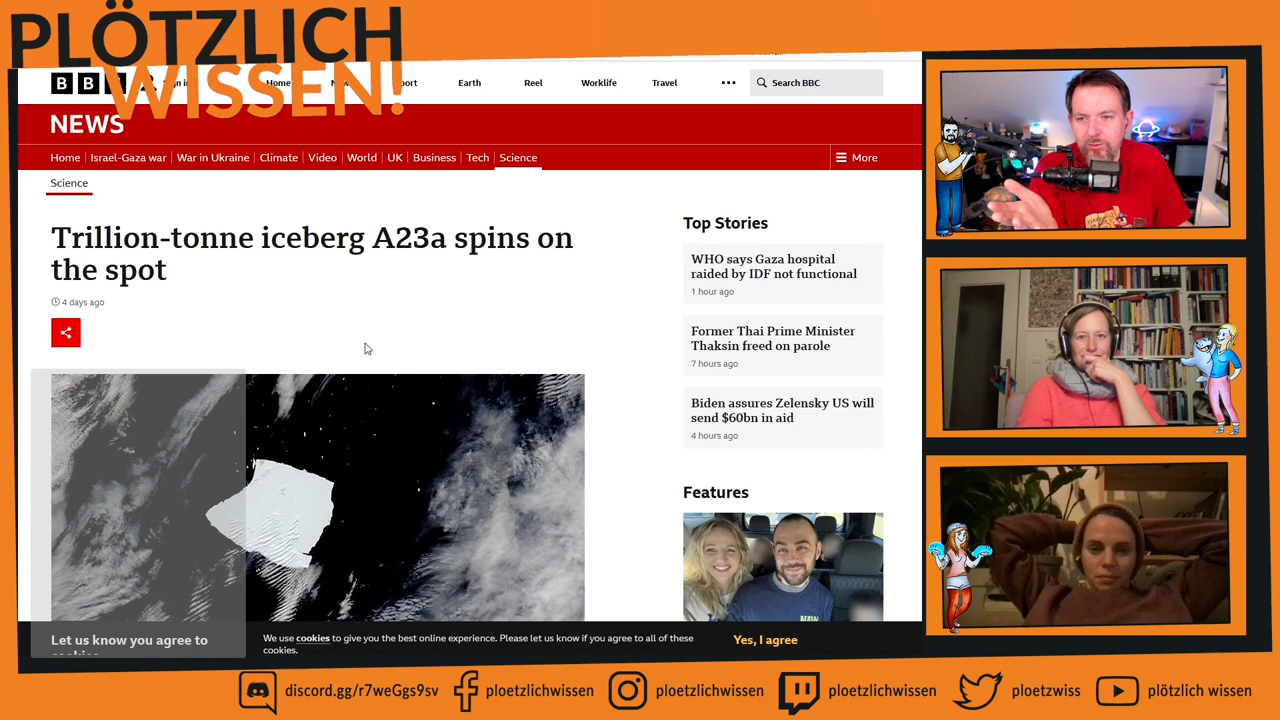 PLÖTZLICH
WISSEN!
BB
Home
Earth
Reel
Worklife
Travel
Search BBC
NEWS
Home
Israel-Gaza war
War in Ukraine
Climate
Video
World
UK
Business
Tech
Science
More
Science
Trillion-tonne iceberg A23a spins on
the spot
4 days ago
Top Stories
WHO says Gaza hospital
raided by IDF not functional
1 hour ago
Former Thai Prime Minister
Thaksin freed on parole
7 hours ago
Biden assures Zelensky US will
send $60bn in aid
4 hours ago
Features
Let us know you agree to
We use cookies to give you the best online experience. Please let us know if you agree to all of these
cookies.
Yes, I agree
discord.gg/r7weGgs9sv
ploetzlichwissen
ploetzlichwissen
ploetzlichwissen
ploetzwiss
plötzlich wissen